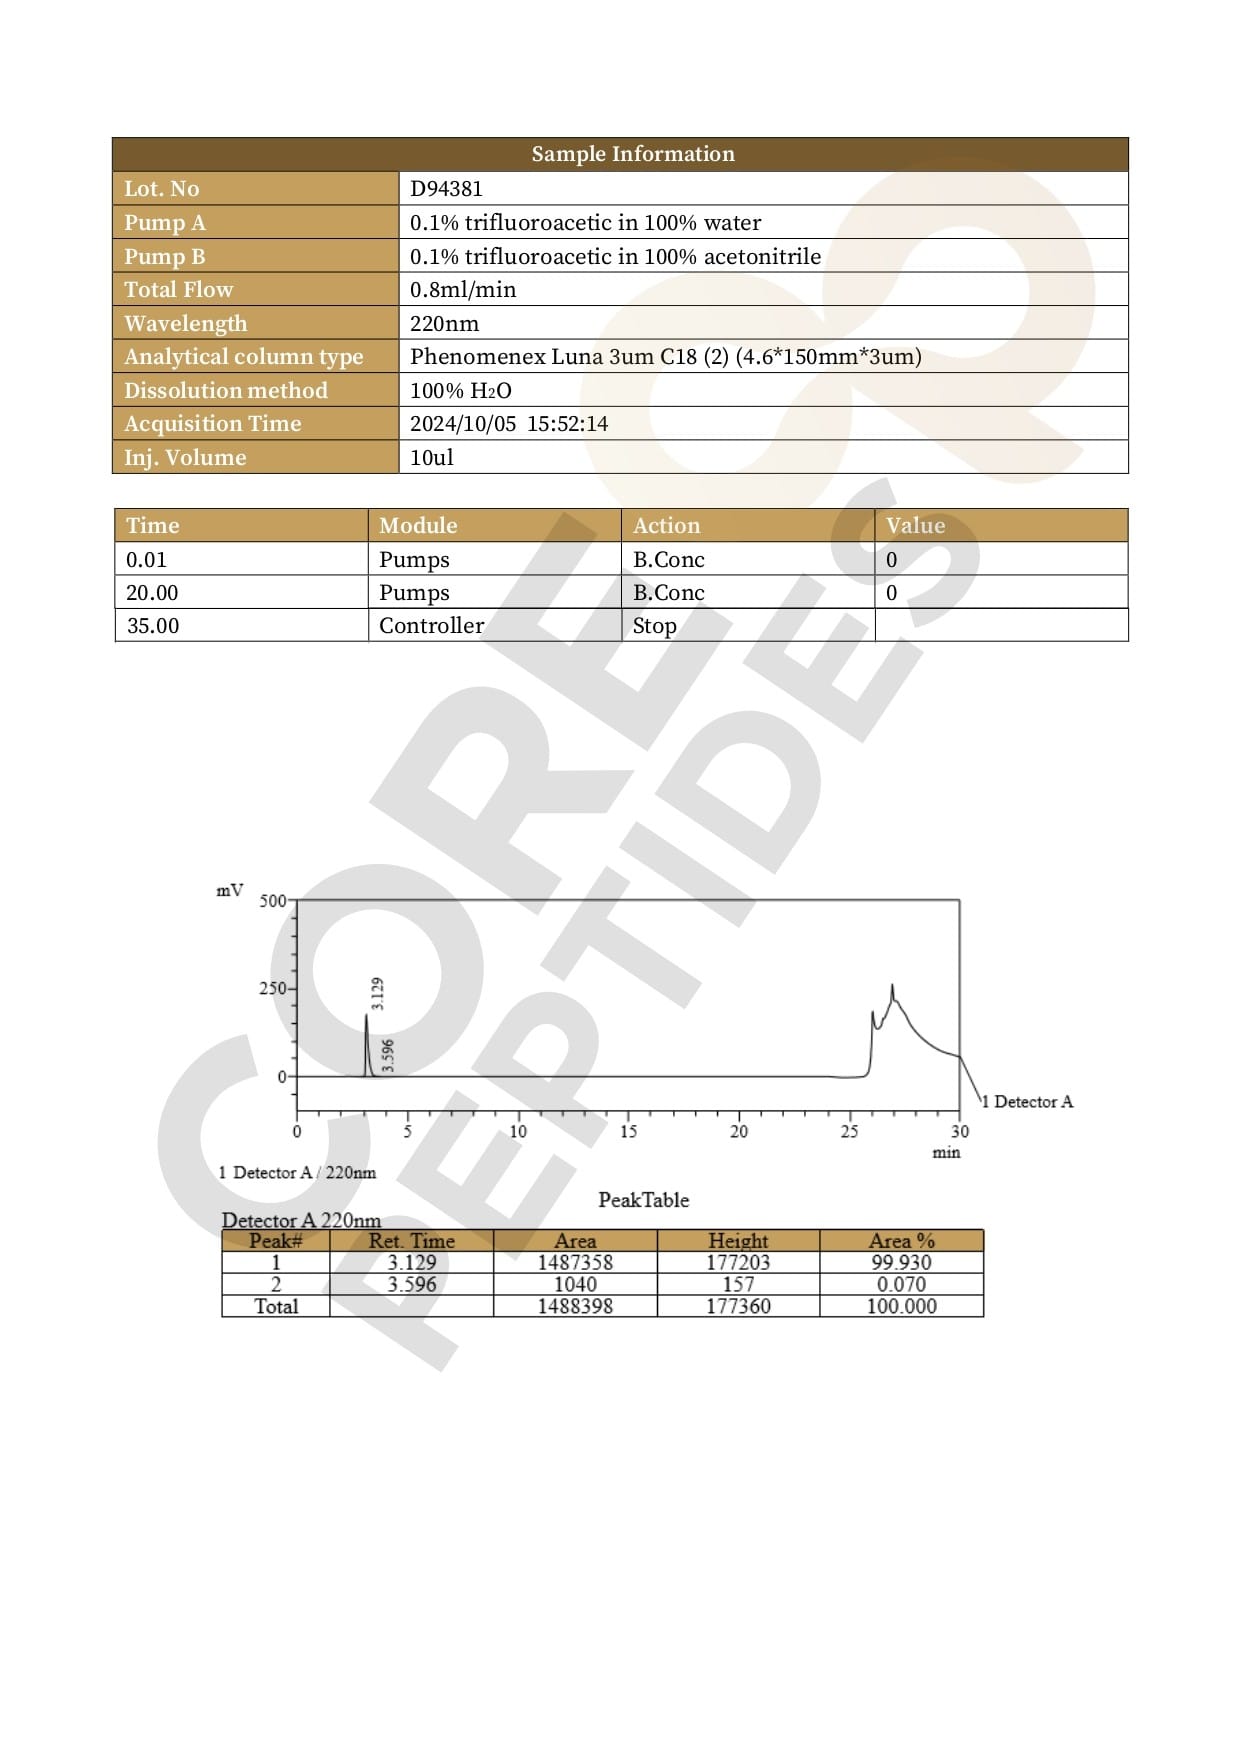 Sample Information
Lot. No D94381
Pump A 0.1% trifluoroacetic in 100% water
Pump B 0.1% trifluoroacetic in 100% acetonitrile
Total Flow 0.8ml/min
Wavelength 220nm
Analytical column type Phenomenex Luna 3um C18 (2) (4.6*150mm*3um)
Dissolution method 100% H₂O
Acquisition Time 2024/10/05 15:52:14
Inj. Volume 10ul
Time Module Action Value
0.01 Pumps B.Conc 0
20.00 Pumps B.Conc 0
35.00 Controller Stop
CORE
PEPTIDES
mV
500
250
0
3.129
3.596
1 Detector A
0 5 10 15 20 25 30
min
1 Detector A / 220nm
PeakTable
Detector A 220nm
Peak# Ret. Time Area Height Area %
1 3.129 1487358 177203 99.930
2 3.596 1040 157 0.070
Total 1488398 177360 100.000